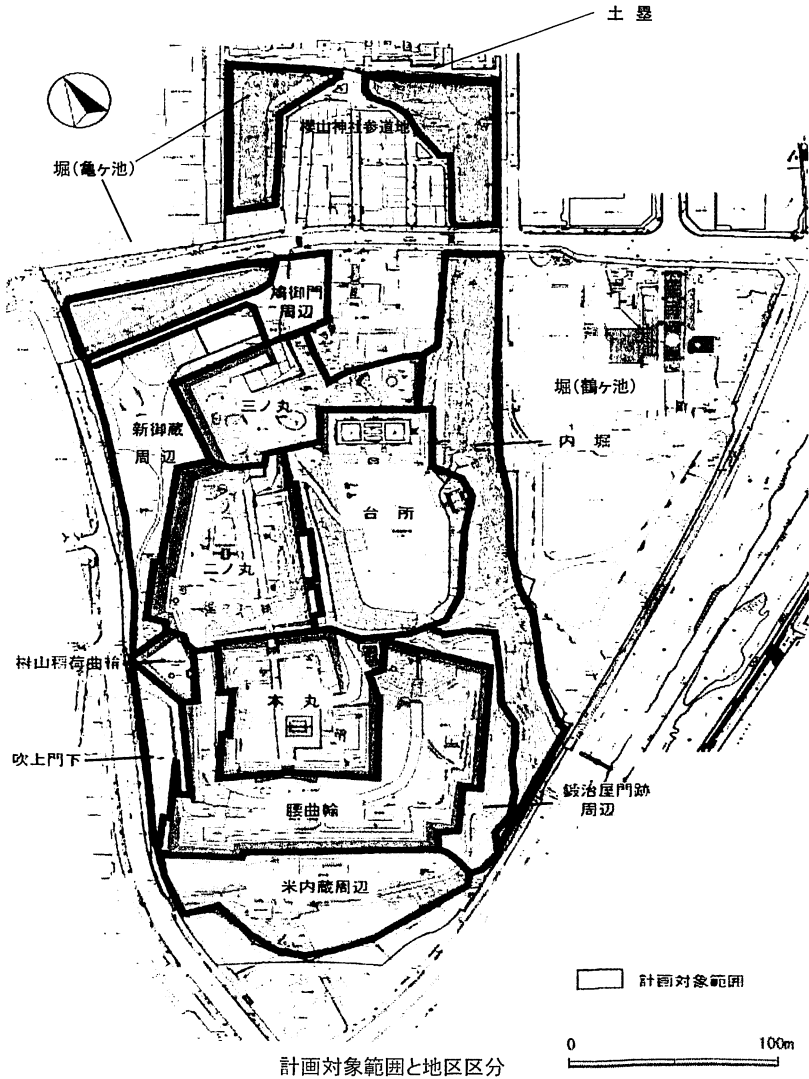 土 塁
堀(亀ヶ池)
桜山神社参道地
鳩御門
周辺
堀(鶴ヶ池)
三ノ丸
新御蔵
周 辺
内 堀
台 所
二ノ丸
榊山稲荷曲輪
本 丸
吹上門下
鍛治屋門跡
周辺
腰曲輪
米内蔵周辺
計画対象範囲
0 100m
計画対象範囲と地区区分